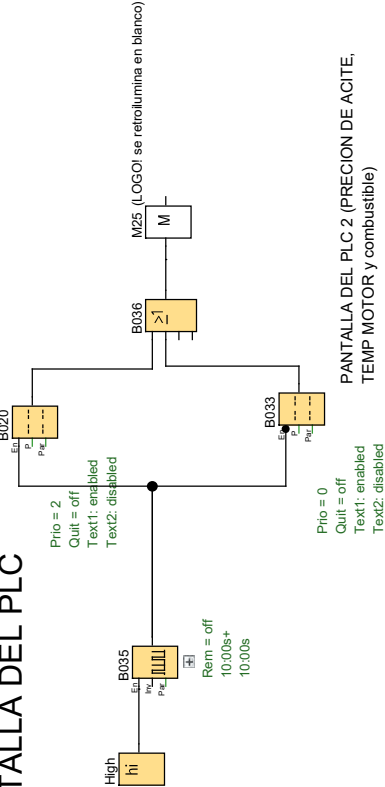 TALLA DEL PLC
High
hi
B035
En
Inv
Par
Rem = off
10:00s+
10:00s
B020
En
P
Par
Prio = 2
Quit = off
Text1: enabled
Text2: disabled
B033
En
P
Par
Prio = 0
Quit = off
Text1: enabled
Text2: disabled
B036
≥1
M25 (LOGO! se retroilumina en blanco)
M
PANTALLA DEL PLC 2 (PRECION DE ACITE,
TEMP MOTOR y combustible)